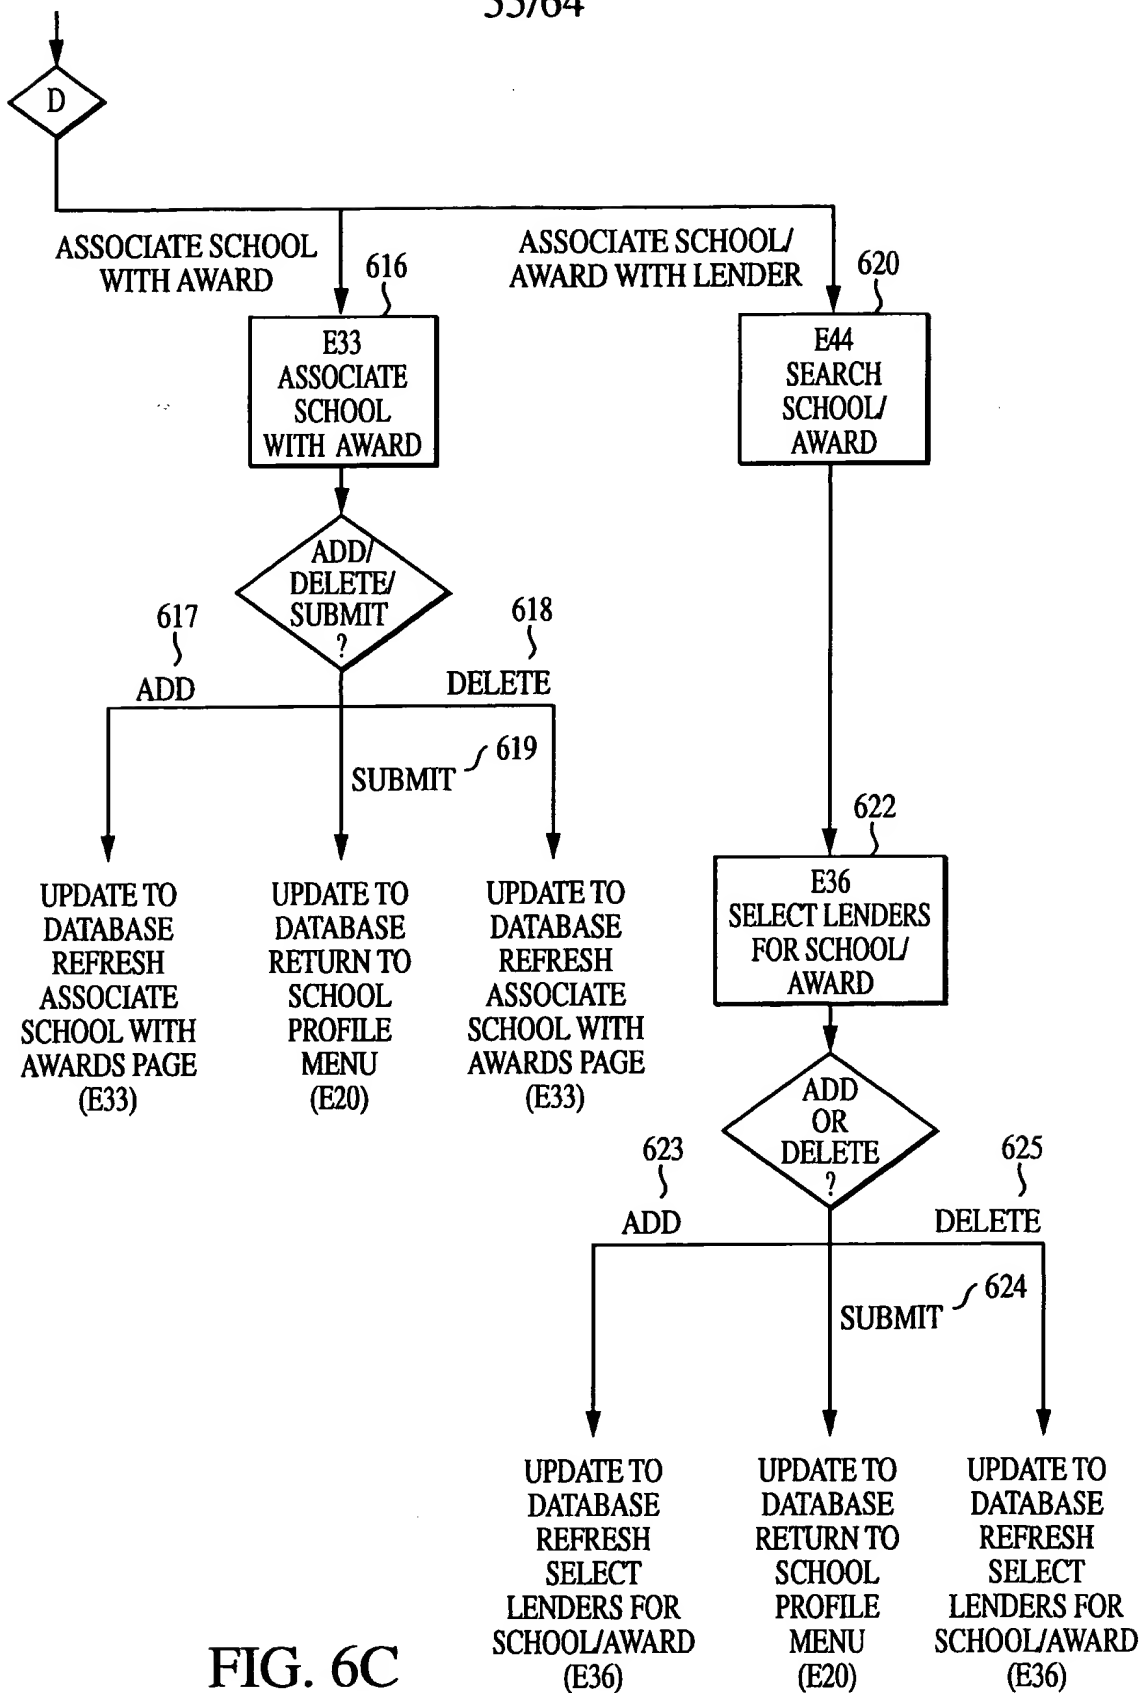 55/64
D
ASSOCIATE SCHOOL
WITH AWARD
616
ASSOCIATE SCHOOL/
AWARD WITH LENDER
620
E33
ASSOCIATE
SCHOOL
WITH AWARD
E44
SEARCH
SCHOOL/
AWARD
ADD/
DELETE/
SUBMIT
?
617
ADD
618
DELETE
SUBMIT
619
UPDATE TO
DATABASE
REFRESH
ASSOCIATE
SCHOOL WITH
AWARDS PAGE
(E33)
UPDATE TO
DATABASE
RETURN TO
SCHOOL
PROFILE
MENU
(E20)
UPDATE TO
DATABASE
REFRESH
ASSOCIATE
SCHOOL WITH
AWARDS PAGE
(E33)
622
E36
SELECT LENDERS
FOR SCHOOL/
AWARD
ADD
OR
DELETE
?
623
ADD
625
DELETE
SUBMIT
624
UPDATE TO
DATABASE
REFRESH
SELECT
LENDERS FOR
SCHOOL/AWARD
(E36)
UPDATE TO
DATABASE
RETURN TO
SCHOOL
PROFILE
MENU
(E20)
UPDATE TO
DATABASE
REFRESH
SELECT
LENDERS FOR
SCHOOL/AWARD
(E36)
FIG. 6C